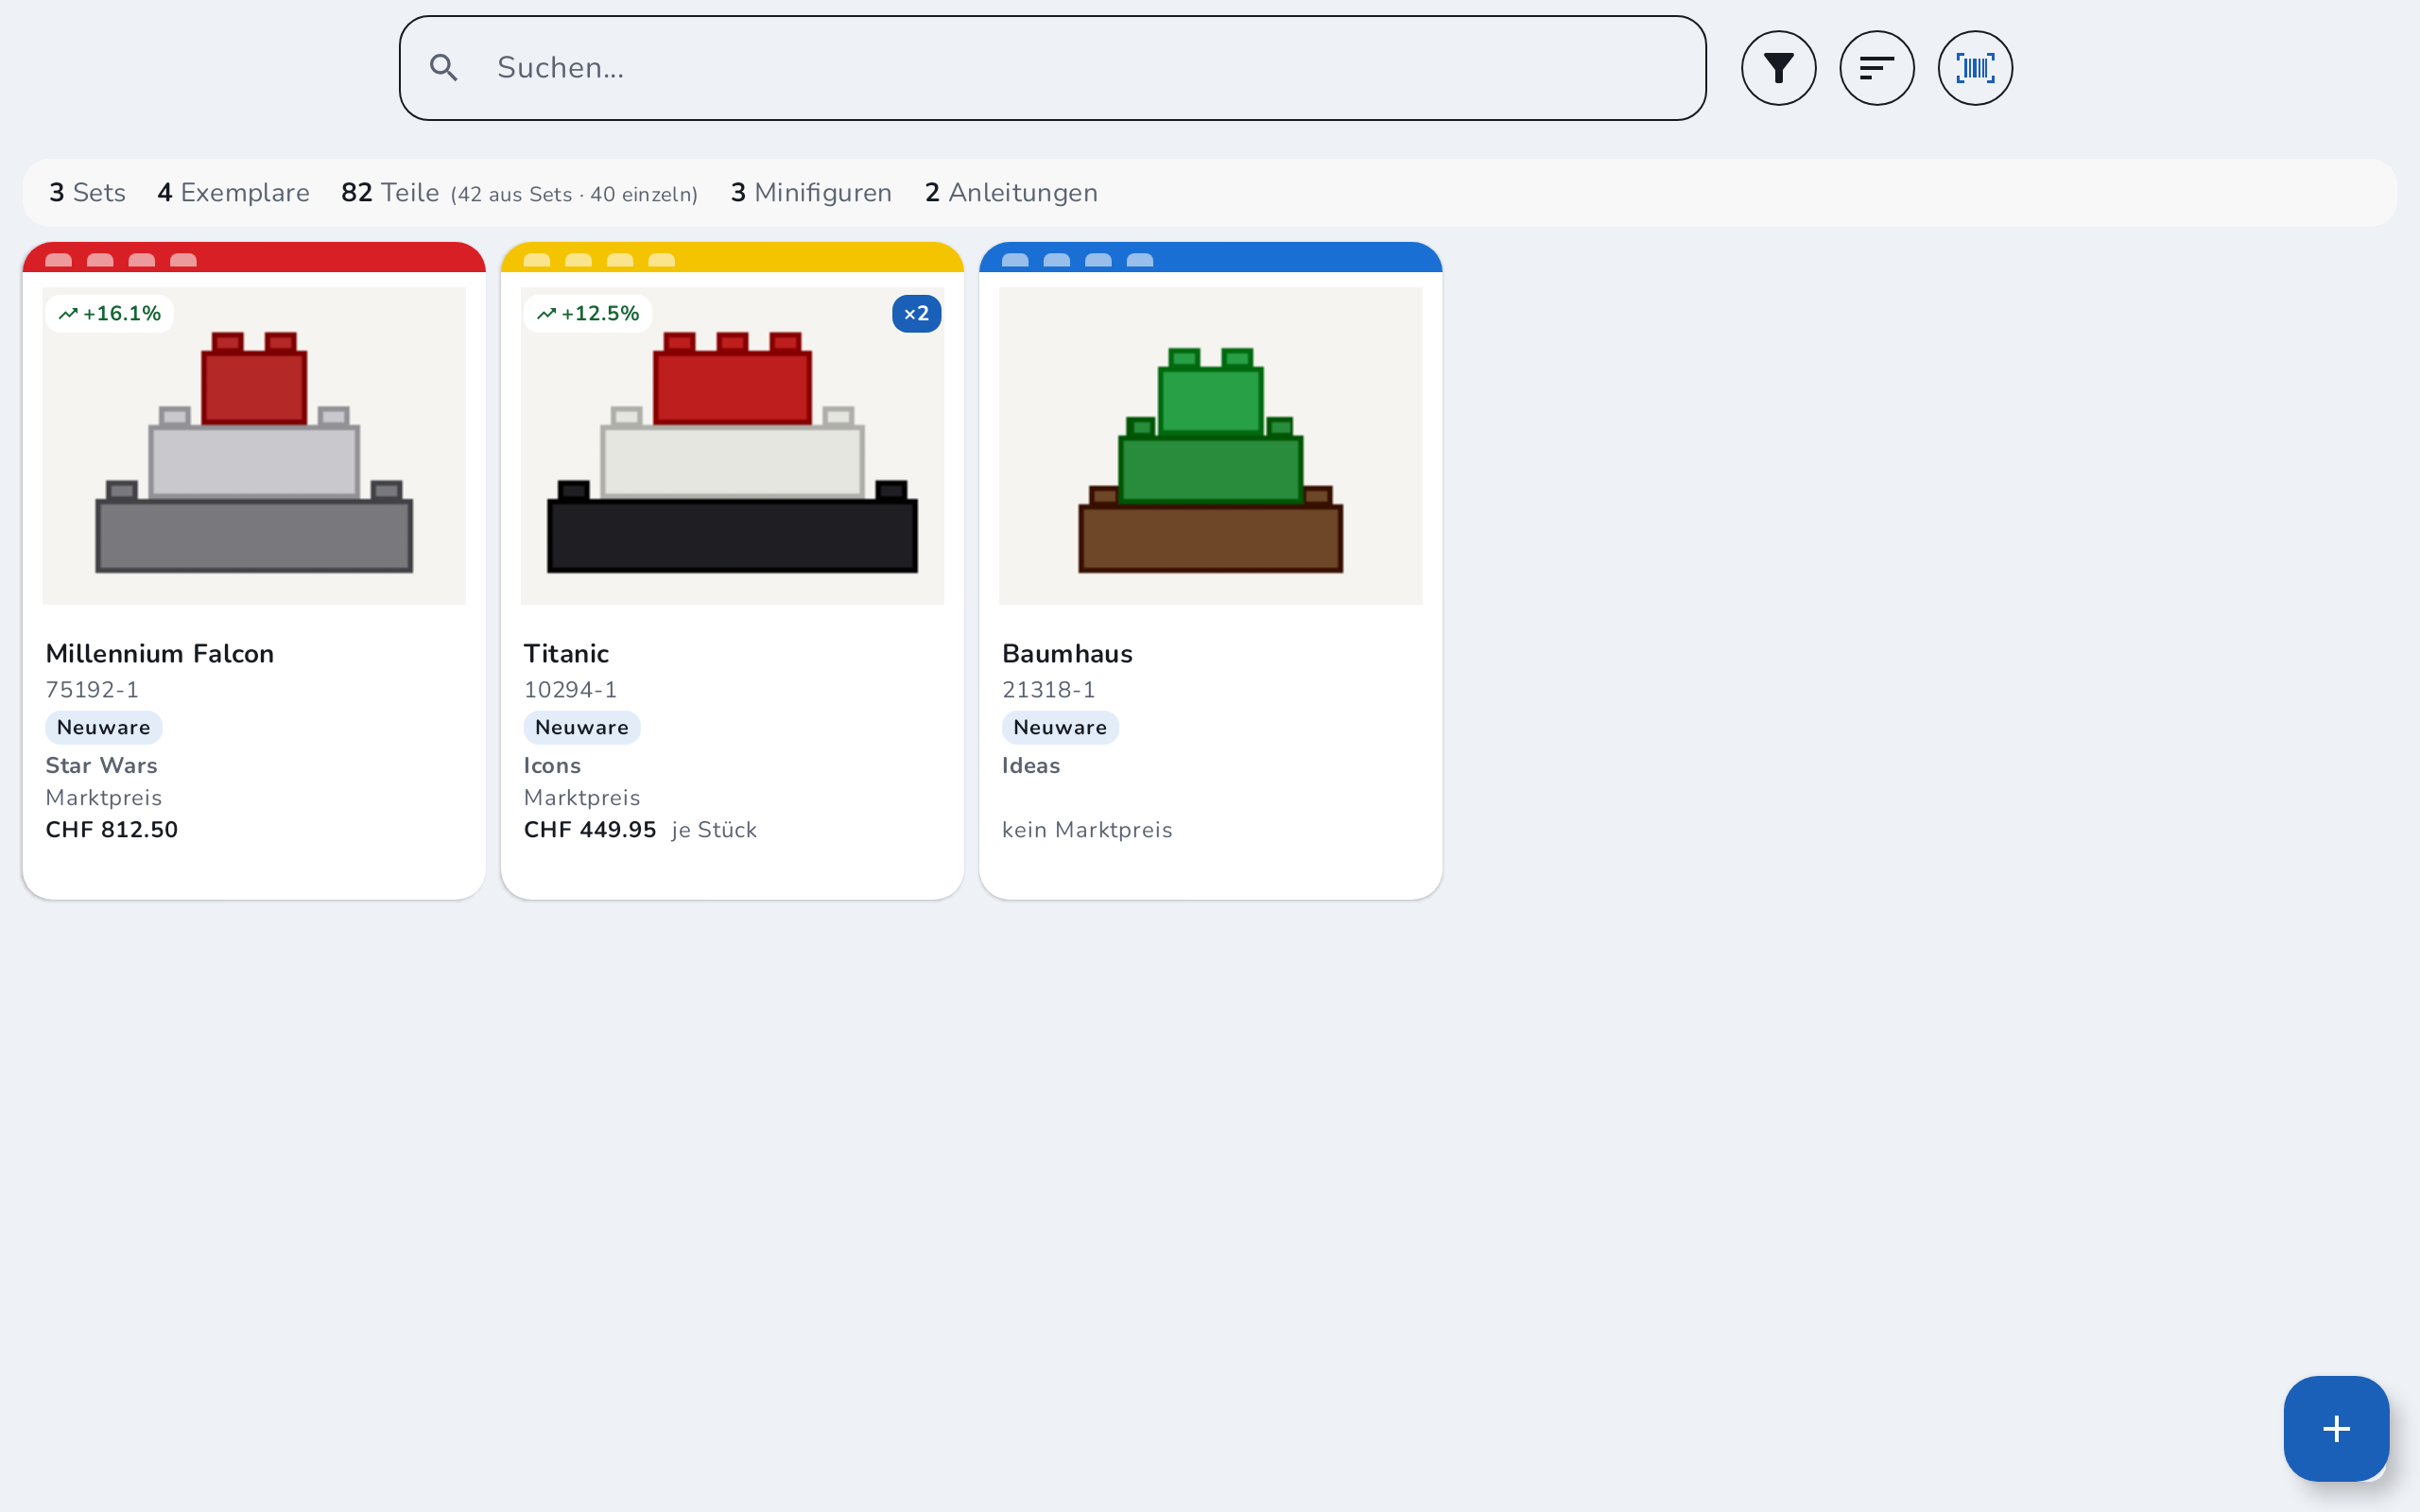 Suchen...
3 Sets 4 Exemplare 82 Teile (42 aus Sets · 40 einzeln) 3 Minifiguren 2 Anleitungen
+16.1%
Millennium Falcon
75192-1
Neuware
Star Wars
Marktpreis
CHF 812.50
+12.5%
×2
Titanic
10294-1
Neuware
Icons
Marktpreis
CHF 449.95 je Stück
Baumhaus
21318-1
Neuware
Ideas
kein Marktpreis